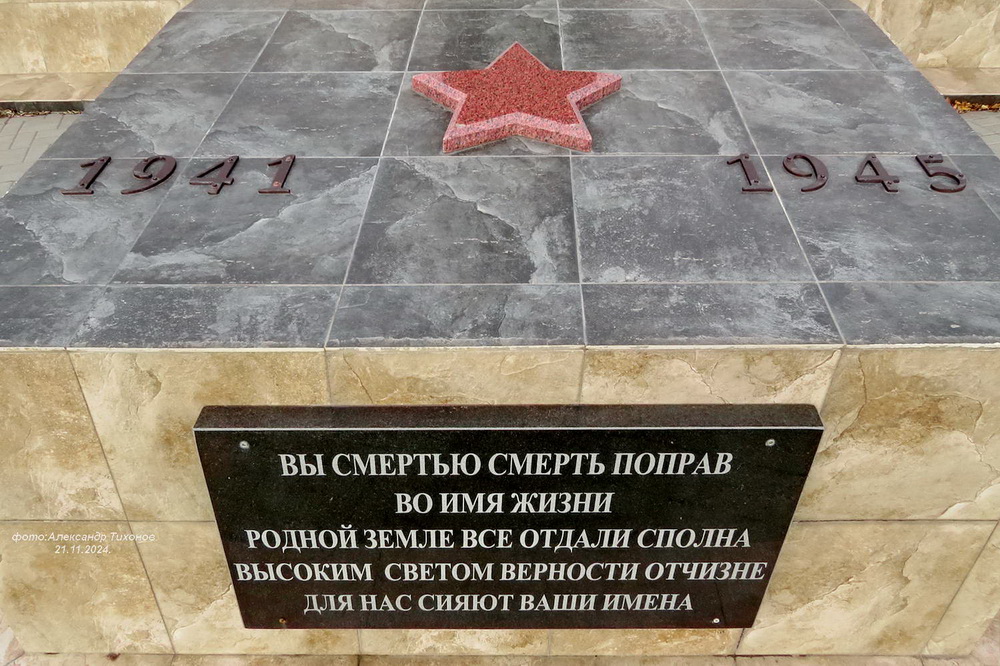 1941 1945
ВЫ СМЕРТЬЮ СМЕРТЬ ПОПРАВ
ВО ИМЯ ЖИЗНИ
РОДНОЙ ЗЕМЛЕ ВСЕ ОТДАЛИ СПОЛНА
ВЫСОКИМ СВЕТОМ ВЕРНОСТИ ОТЧИЗНЕ
ДЛЯ НАС СИЯЮТ ВАШИ ИМЕНА
фото:Александр Тихонов
21.11.2024.